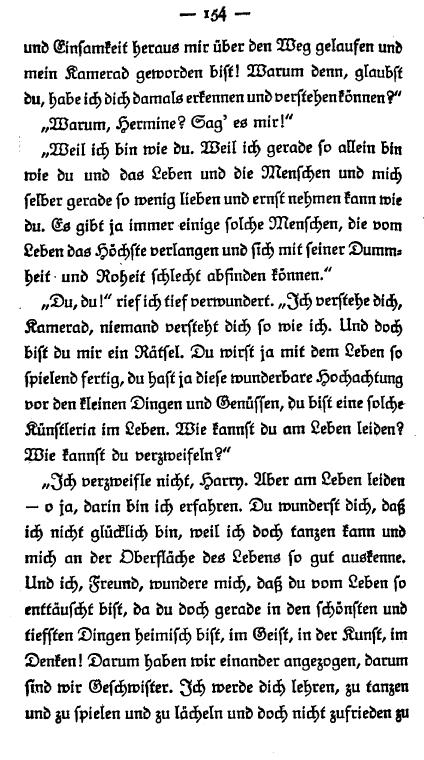 — 154 —
und Einsamkeit heraus mir über den Weg gelaufen und
mein Kamerad geworden bist! Warum denn, glaubst
du, habe ich dich damals erkennen und verstehen können?“
„Warum, Hermine? Sag’ es mir!“
„Weil ich bin wie du. Weil ich gerade so allein bin
wie du und das Leben und die Menschen und mich
selber gerade so wenig lieben und ernst nehmen kann wie
du. Es gibt ja immer einige solche Menschen, die vom
Leben das Höchste verlangen und sich mit seiner Dumm-
heit und Roheit schlecht abfinden können.“
„Du, du!“ rief ich tief verwundert. „Ich verstehe dich,
Kamerad, niemand versteht dich so wie ich. Und doch
bist du mir ein Rätsel. Du wirst ja mit dem Leben so
spielend fertig, du hast ja diese wunderbare Hochachtung
vor den kleinen Dingen und Genüssen, du bist eine solche
Künstlerin im Leben. Wie kannst du am Leben leiden?
Wie kannst du verzweifeln?“
„Ich verzweifle nicht, Harry. Aber am Leben leiden
— o ja, darin bin ich erfahren. Du wunderst dich, daß
ich nicht glücklich bin, weil ich doch tanzen kann und
mich an der Oberfläche des Lebens so gut auskenne.
Und ich, Freund, wundere mich, daß du vom Leben so
enttäuscht bist, da du doch gerade in den schönsten und
tiefsten Dingen heimisch bist, im Geist, in der Kunst, im
Denken! Darum haben wir einander angezogen, darum
sind wir Geschwister. Ich werde dich lehren, zu tanzen
und zu spielen und zu lächeln und doch nicht zufrieden zu